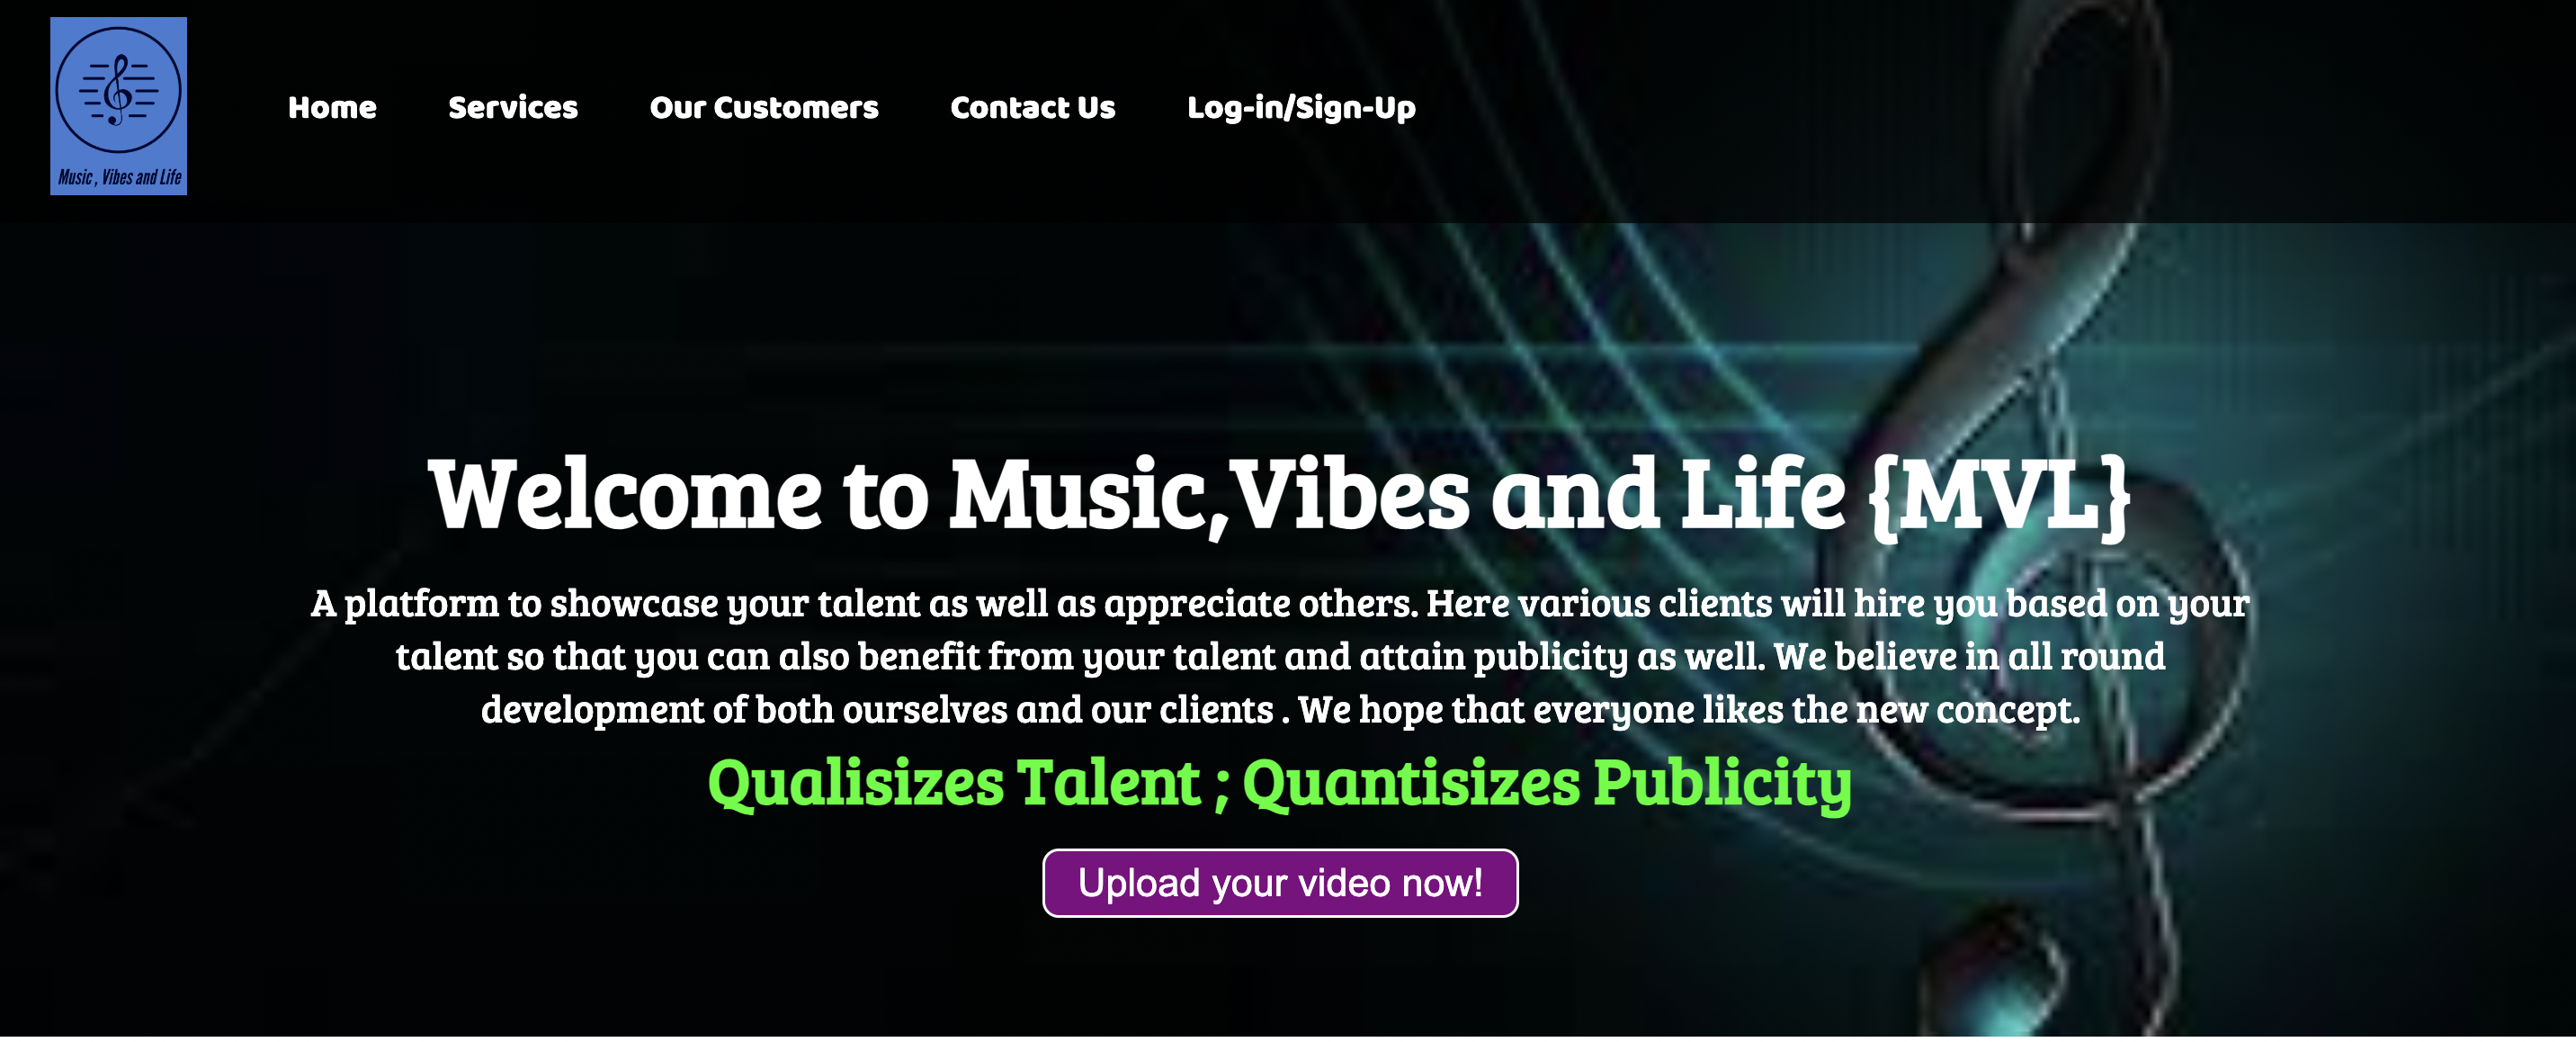 Music , Vibes and Life
Home Services Our Customers Contact Us Log-in/Sign-Up
Welcome to Music,Vibes and Life {MVL}
A platform to showcase your talent as well as appreciate others. Here various clients will hire you based on your
talent so that you can also benefit from your talent and attain publicity as well. We believe in all round
development of both ourselves and our clients . We hope that everyone likes the new concept.
Qualisizes Talent ; Quantisizes Publicity
Upload your video now!